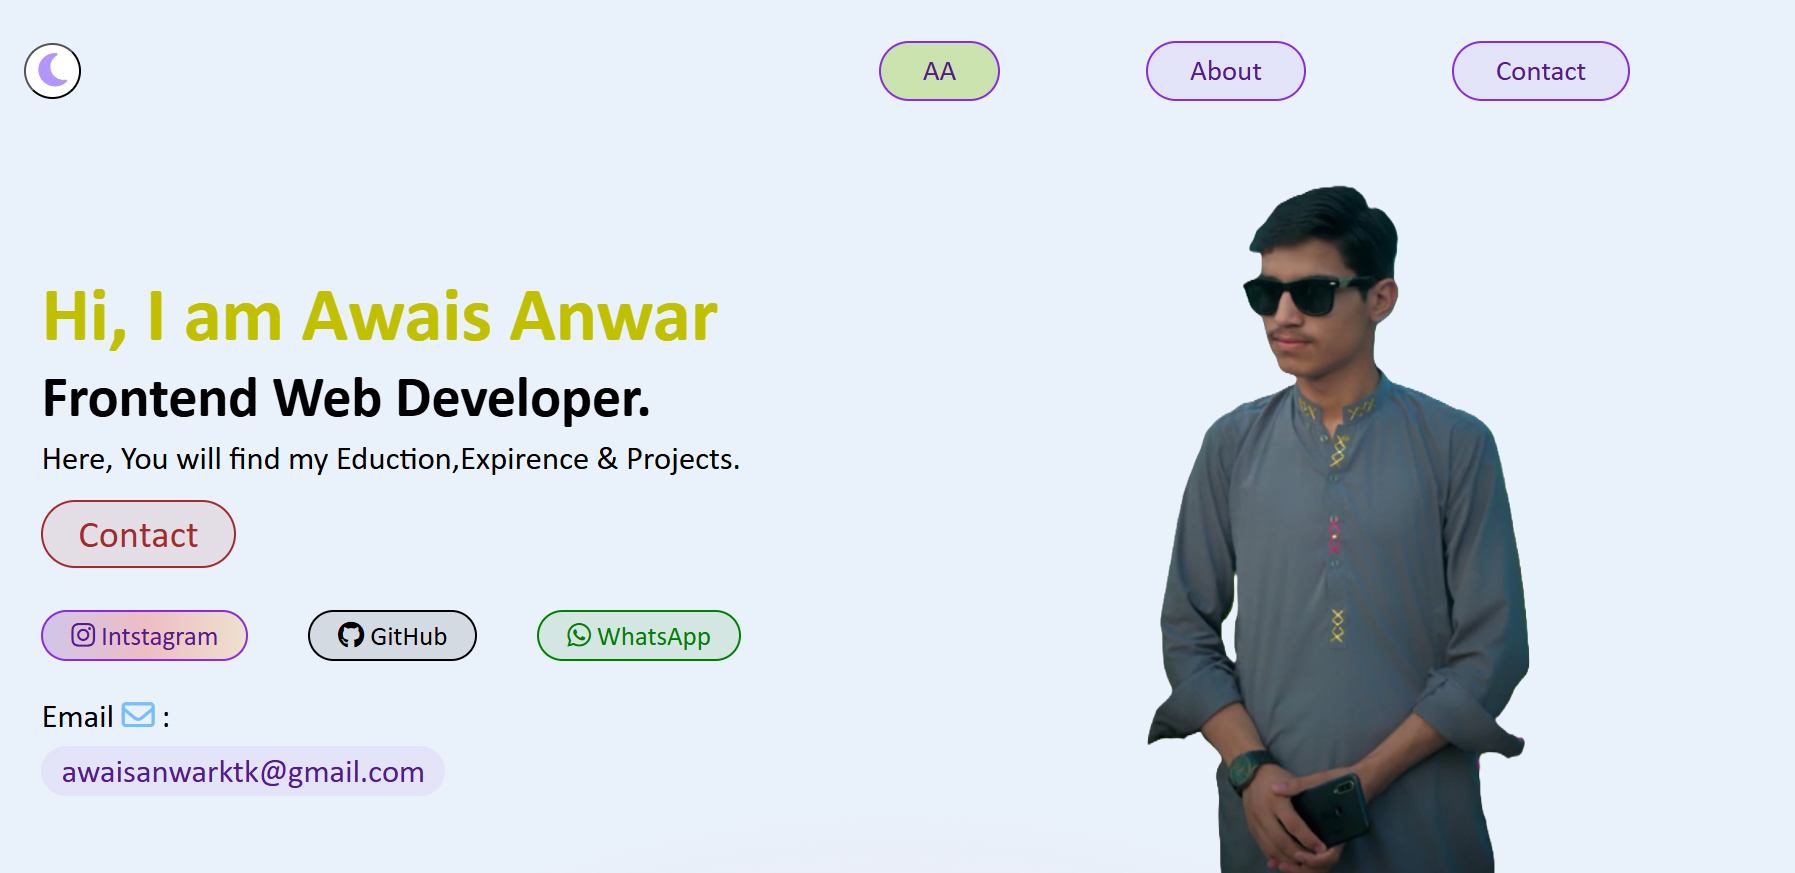 AA
About
Contact
Hi, I am Awais Anwar
Frontend Web Developer.
Here, You will find my Eduction,Expirence & Projects.
Contact
Intstagram
GitHub
WhatsApp
Email :
awaisanwarktk@gmail.com